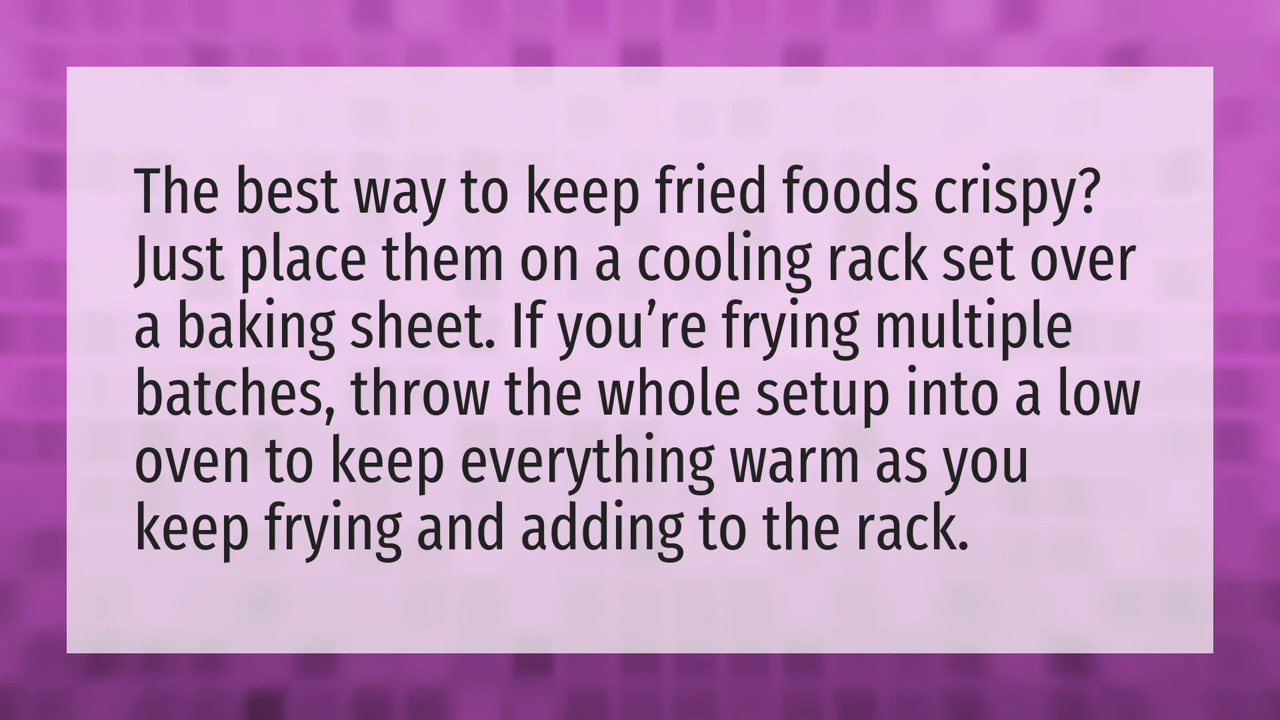 The best way to keep fried foods crispy?
Just place them on a cooling rack set over
a baking sheet. If you’re frying multiple
batches, throw the whole setup into a low
oven to keep everything warm as you
keep frying and adding to the rack.